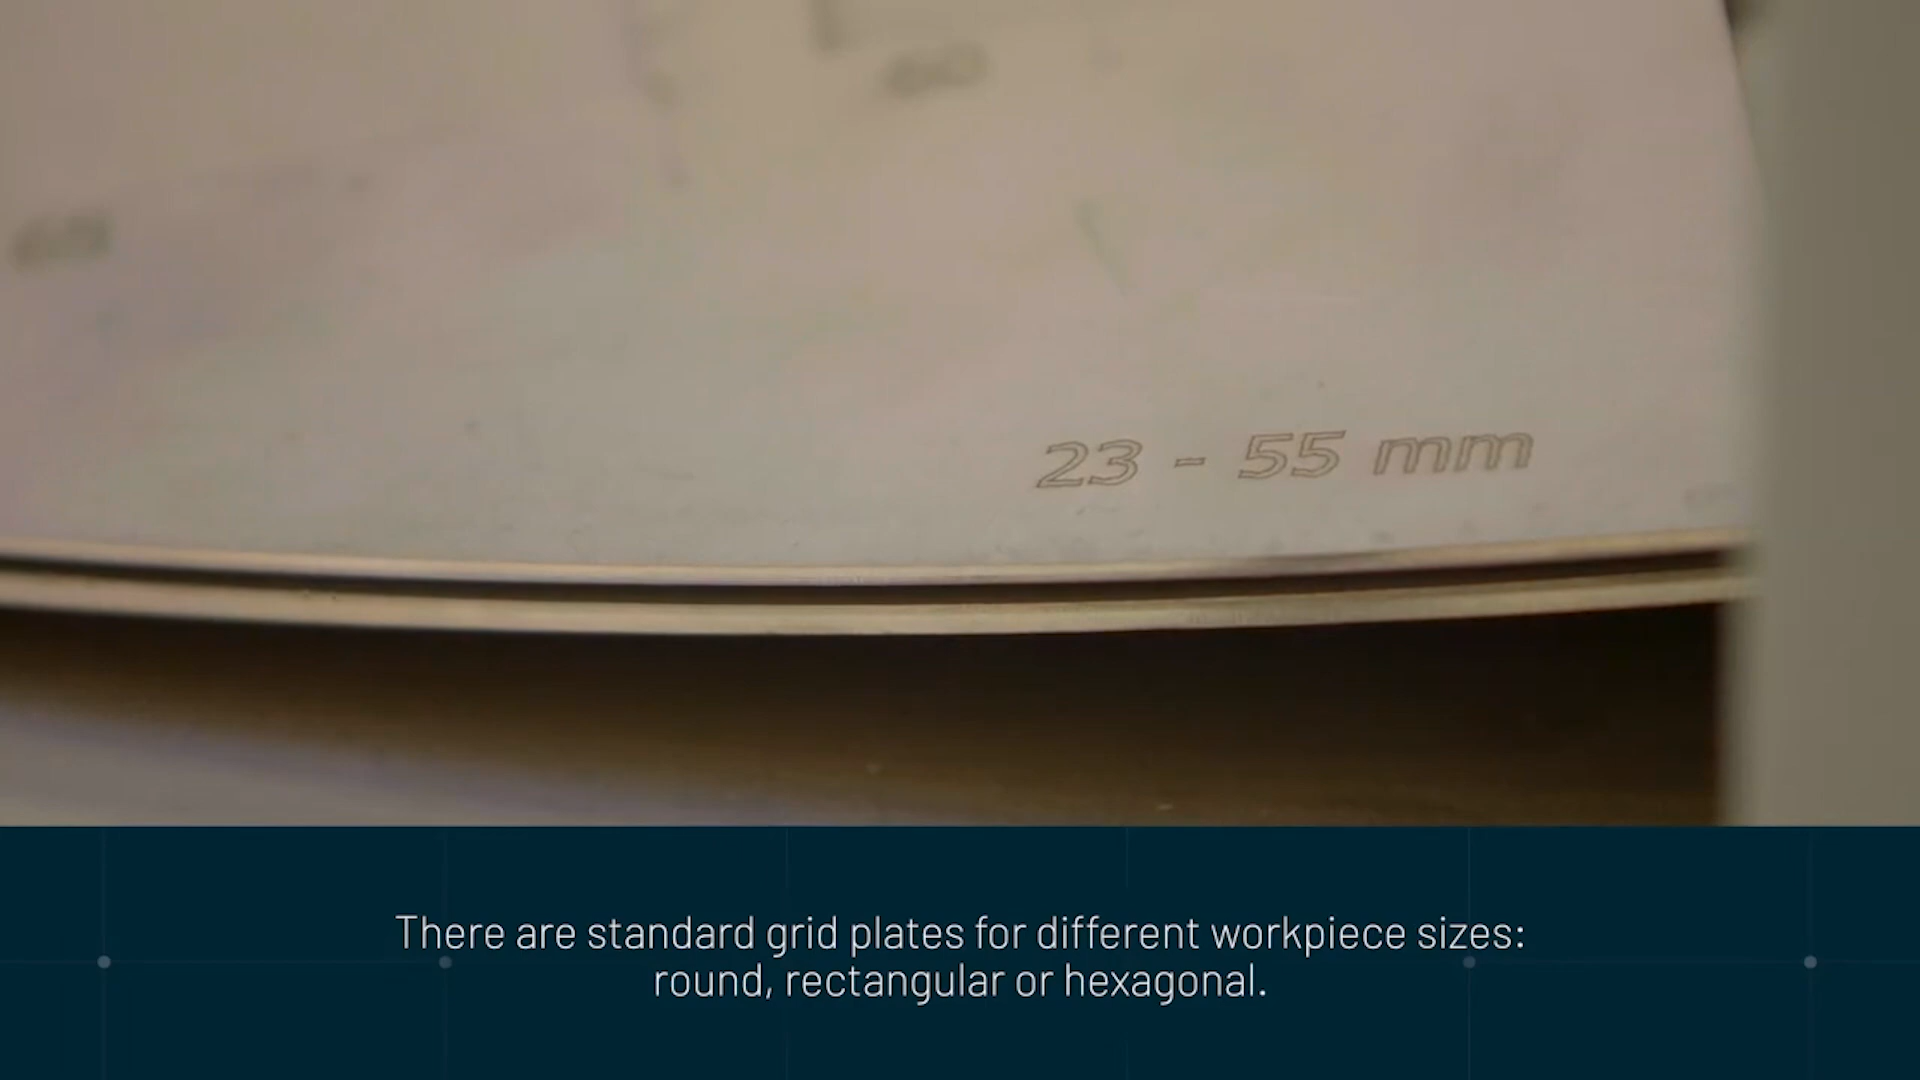 23 - 55 mm
There are standard grid plates for different workpiece sizes:
round, rectangular or hexagonal.